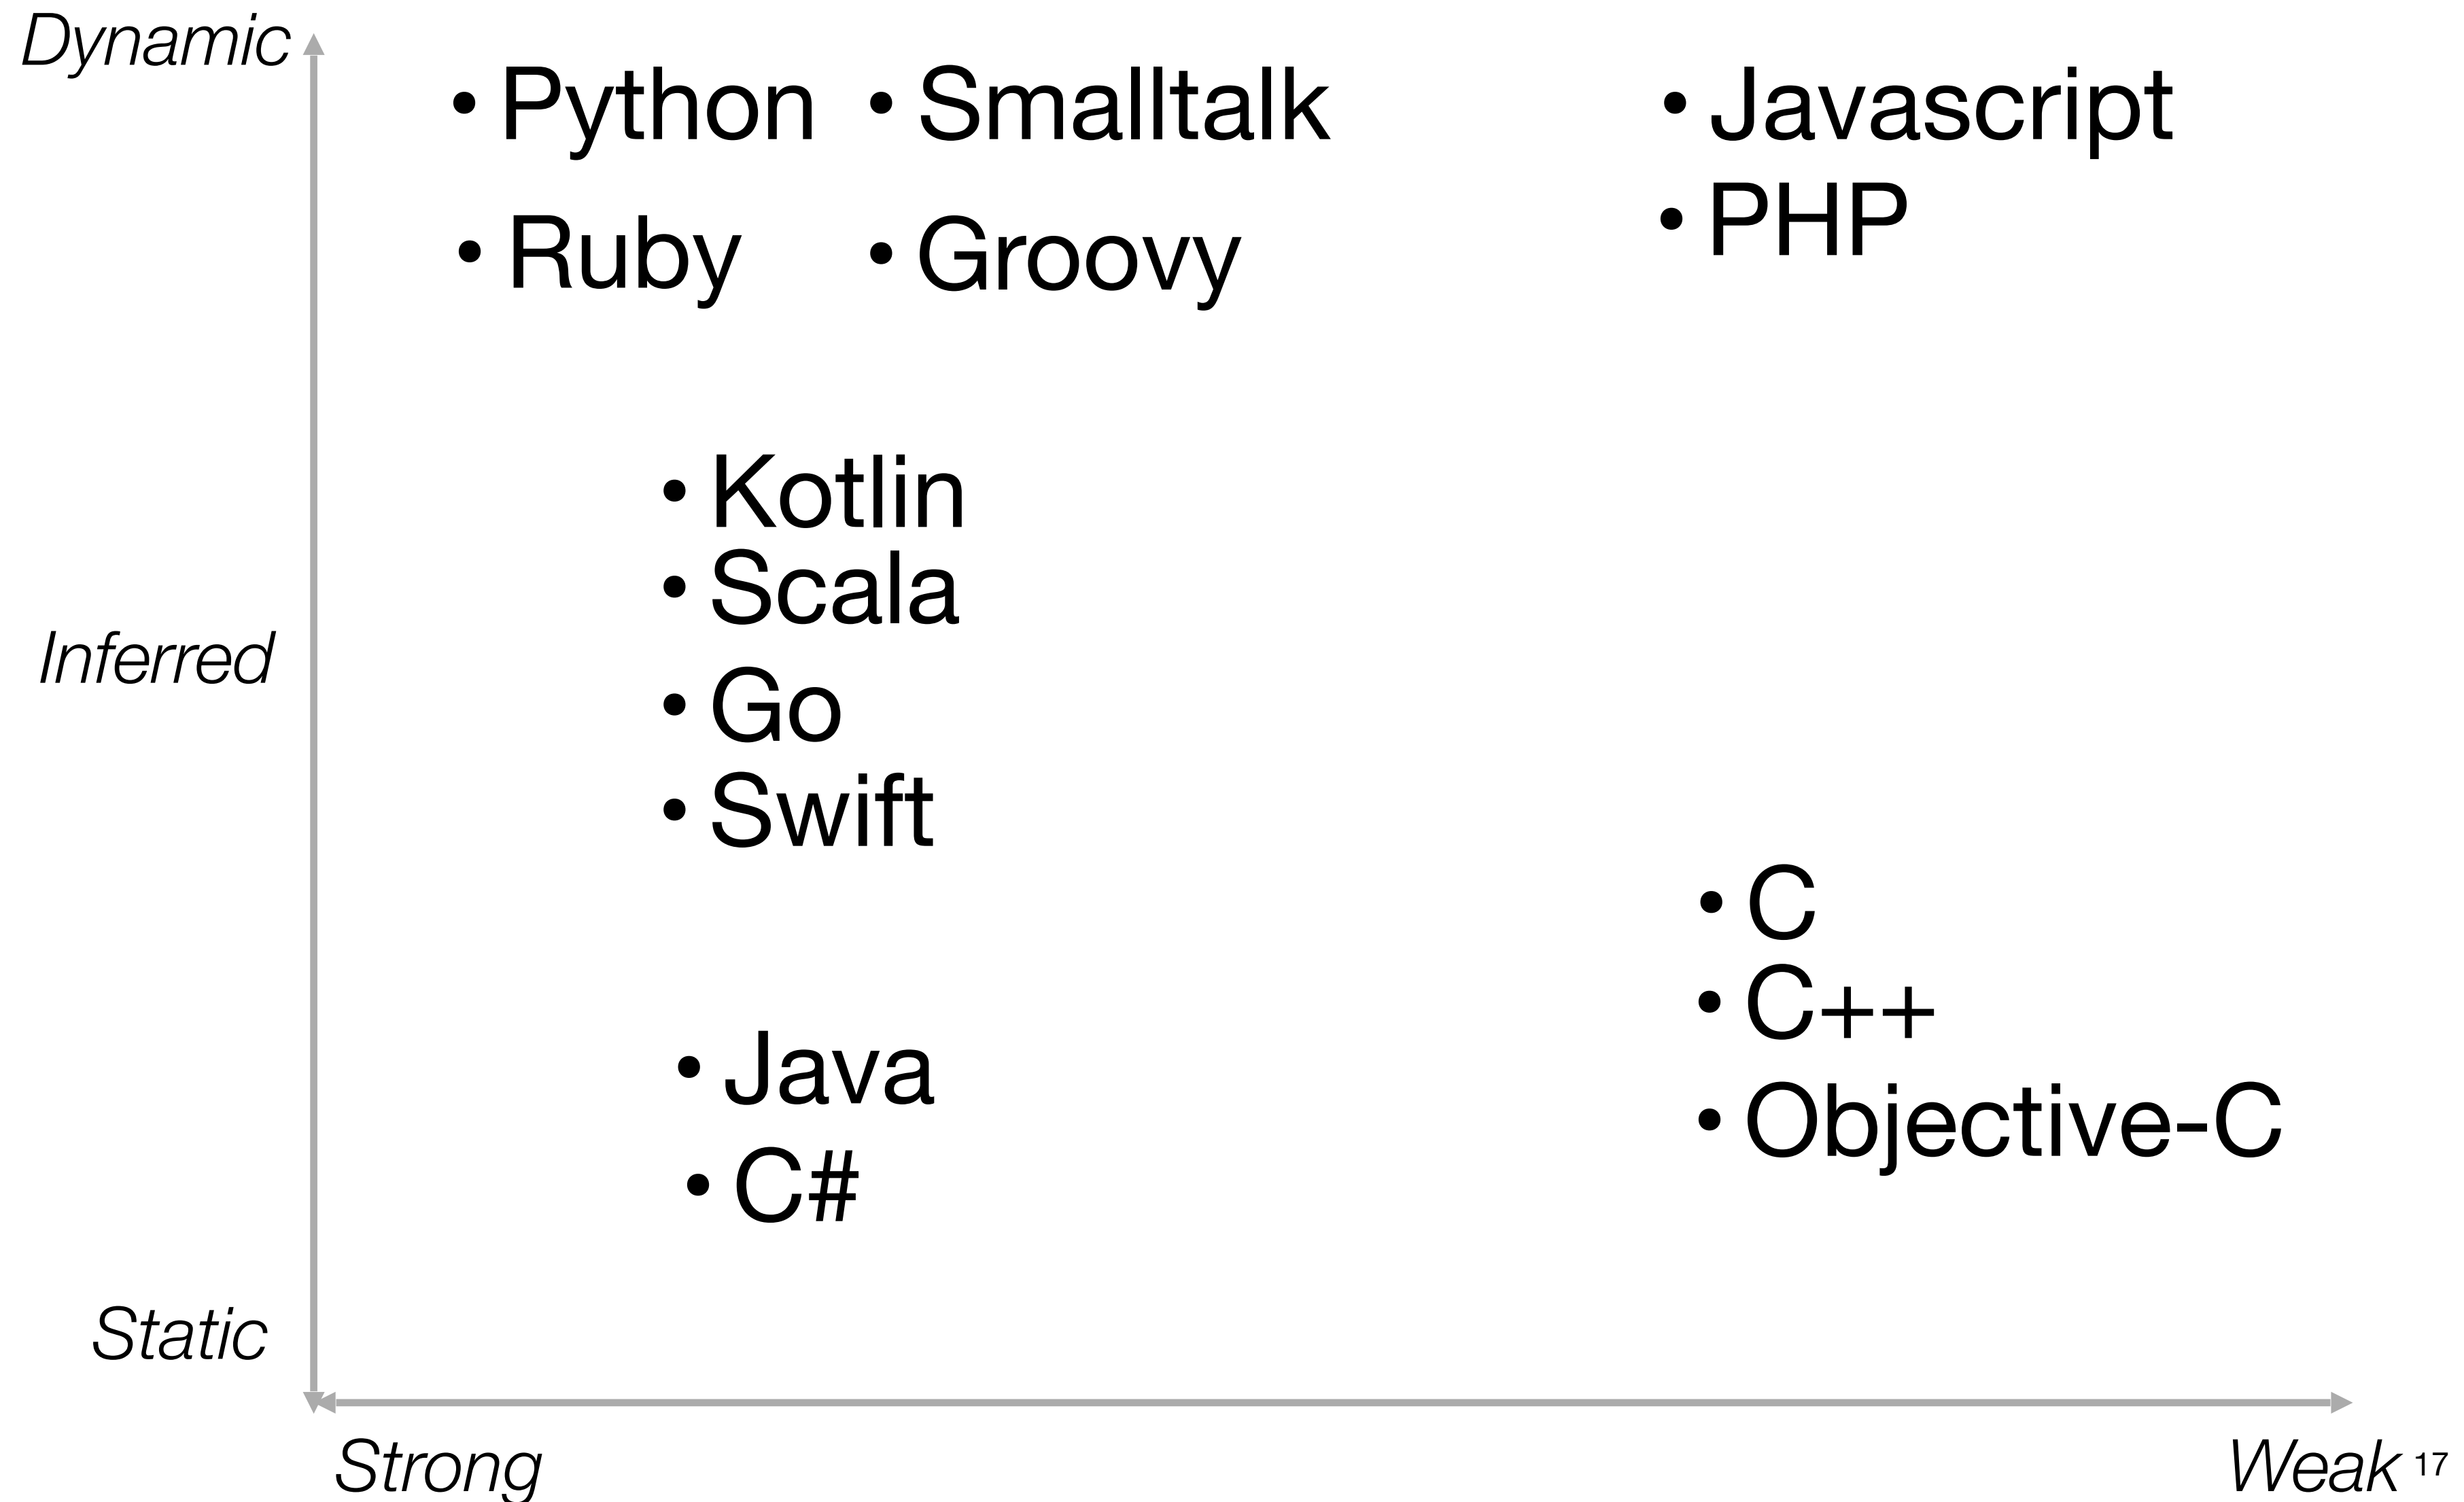 Dynamic
• Python • Smalltalk • Javascript
• PHP
• Ruby • Groovy
• Kotlin
• Scala
Inferred
• Go
• Swift
• C
• C++
• Java
• Objective-C
• C#
Static
Strong
Weak 17